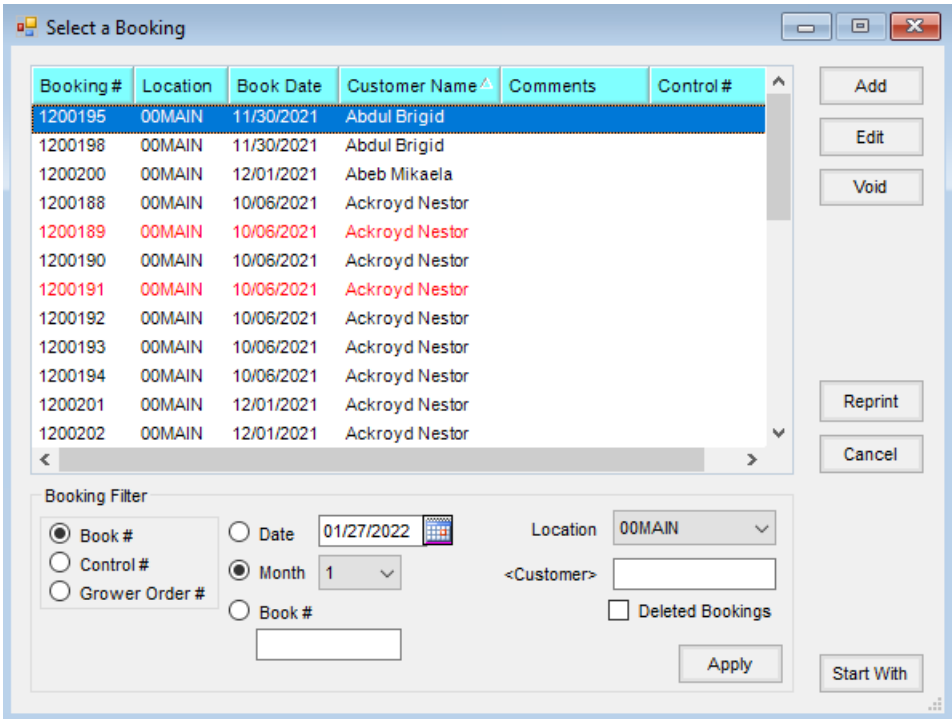 Select a Booking
Booking # Location Book Date Customer Name Comments Control #
1200195 00MAIN 11/30/2021 Abdul Brigid
1200198 00MAIN 11/30/2021 Abdul Brigid
1200200 00MAIN 12/01/2021 Abeb Mikaela
1200188 00MAIN 10/06/2021 Ackroyd Nestor
1200189 00MAIN 10/06/2021 Ackroyd Nestor
1200190 00MAIN 10/06/2021 Ackroyd Nestor
1200191 00MAIN 10/06/2021 Ackroyd Nestor
1200192 00MAIN 10/06/2021 Ackroyd Nestor
1200193 00MAIN 10/06/2021 Ackroyd Nestor
1200194 00MAIN 10/06/2021 Ackroyd Nestor
1200201 00MAIN 12/01/2021 Ackroyd Nestor
1200202 00MAIN 12/01/2021 Ackroyd Nestor
Add
Edit
Void
Reprint
Cancel
Booking Filter
Book #
Control #
Grower Order #
Date 01/27/2022
Month 1
Book #
Location 00MAIN
<Customer>
Deleted Bookings
Apply
Start With